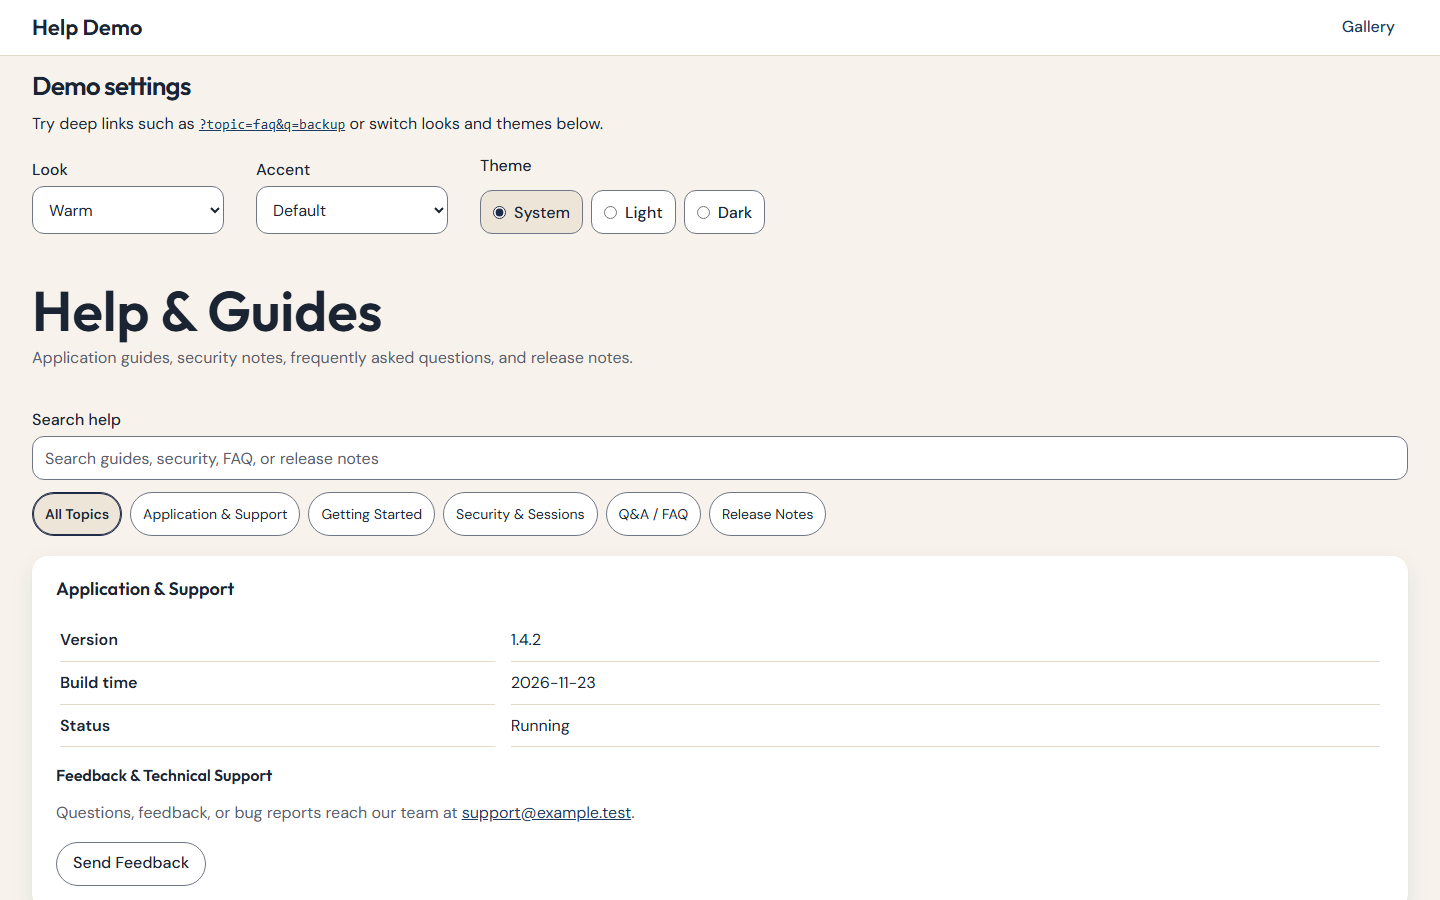 Help Demo
Gallery
Demo settings
Try deep links such as ?topic=faq&q=backup or switch looks and themes below.
Look
Accent
Theme
Warm
Default
System
Light
Dark
Help & Guides
Application guides, security notes, frequently asked questions, and release notes.
Search help
Search guides, security, FAQ, or release notes
All Topics
Application & Support
Getting Started
Security & Sessions
Q&A / FAQ
Release Notes
Application & Support
Version 1.4.2
Build time 2026-11-23
Status Running
Feedback & Technical Support
Questions, feedback, or bug reports reach our team at support@example.test.
Send Feedback